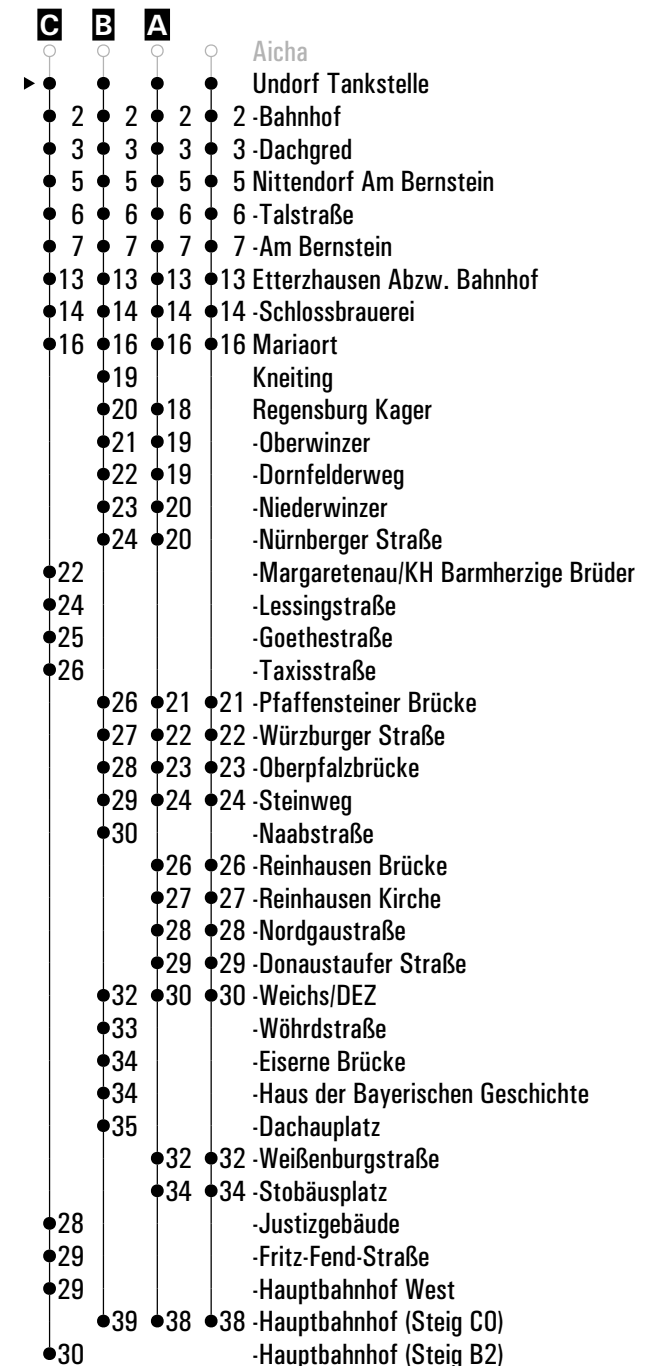 C B A
Aicha
Undorf Tankstelle
2 2 2 2 -Bahnhof
3 3 3 3 -Dachgred
5 5 5 5 Nittendorf Am Bernstein
6 6 6 6 -Talstraße
7 7 7 7 -Am Bernstein
13 13 13 13 Etterzhausen Abzw. Bahnhof
14 14 14 14 -Schlossbrauerei
16 16 16 16 Mariaort
19 Kneiting
20 18 Regensburg Kager
21 19 -Oberwinzer
22 19 -Dornfelderweg
23 20 -Niederwinzer
24 20 -Nürnberger Straße
22 -Margaretenau/KH Barmherzige Brüder
24 -Lessingstraße
25 -Goethestraße
26 -Taxisstraße
26 21 21 -Pfaffensteiner Brücke
27 22 22 -Würzburger Straße
28 23 23 -Oberpfalzbrücke
29 24 24 -Steinweg
30 -Naabstraße
26 26 -Reinhausen Brücke
27 27 -Reinhausen Kirche
28 28 -Nordgaustraße
29 29 -Donaustaufer Straße
32 30 30 -Weichs/DEZ
33 -Wöhrdstraße
34 -Eiserne Brücke
34 -Haus der Bayerischen Geschichte
35 -Dachauplatz
32 32 -Weißenburgstraße
34 34 -Stobäusplatz
28 -Justizgebäude
29 -Fritz-Fend-Straße
29 -Hauptbahnhof West
39 38 38 -Hauptbahnhof (Steig C0)
30 -Hauptbahnhof (Steig B2)